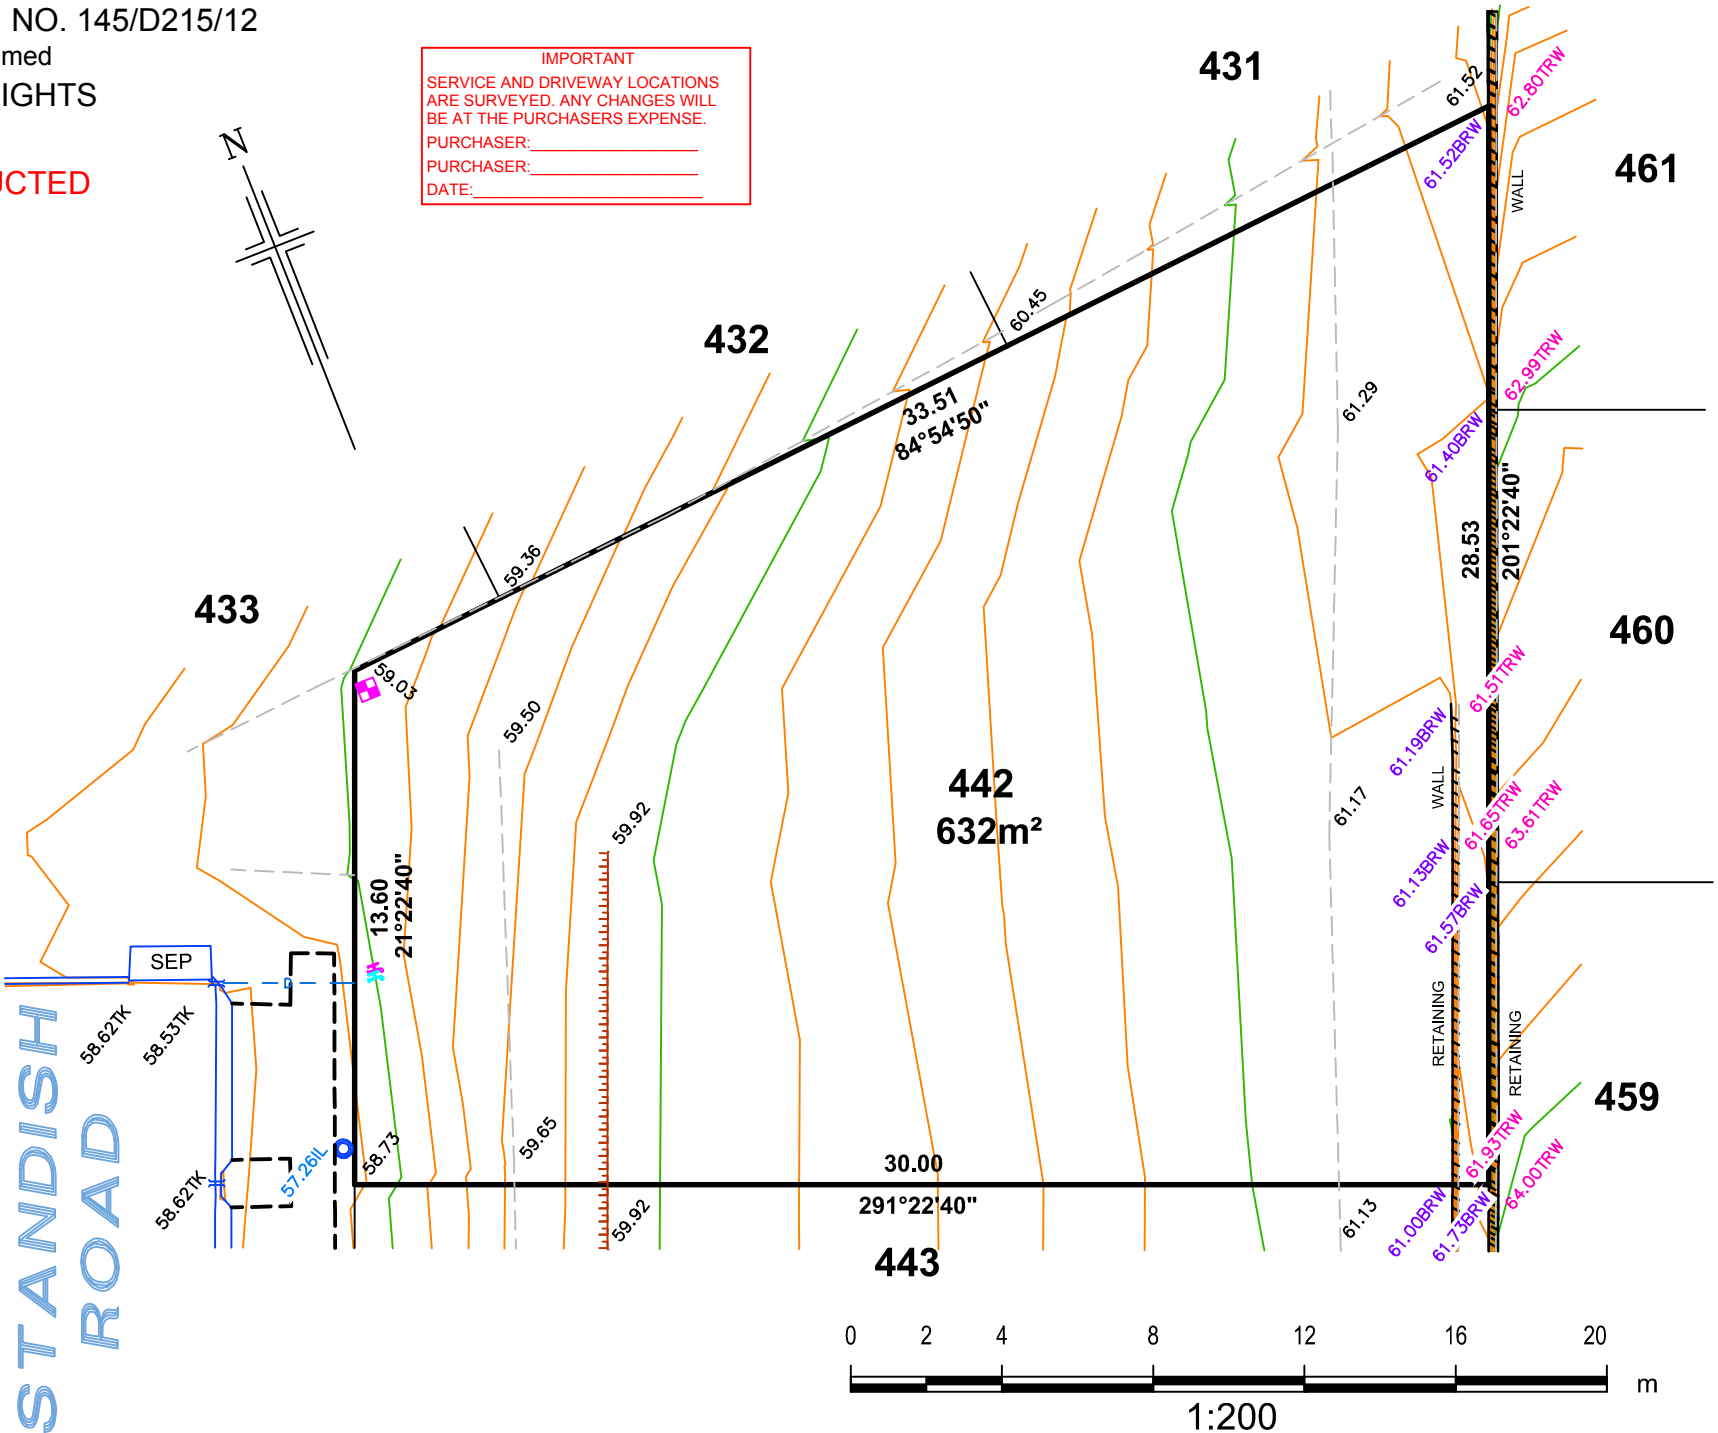 NO. 145/D215/12
med
IGHTS
UCTED
IMPORTANT
SERVICE AND DRIVEWAY LOCATIONS
ARE SURVEYED. ANY CHANGES WILL
BE AT THE PURCHASERS EXPENSE.
PURCHASER:
PURCHASER:
DATE:
N
431
61.52
62.80TRW
61.52BRW
461
WALL
432
60.45
33.51
84°54'50"
61.29
62.99TRW
61.40BRW
28.53
201°22'40"
433
59.36
59.03
59.50
460
61.51TRW
61.19BRW
WALL
442
632m²
59.92
61.17
61.65TRW
63.61TRW
61.13BRW
61.57BRW
13.60
21°22'40"
SEP
D
58.62TK
58.53TK
RETAINING
RETAINING
459
STANDISH
ROAD
57.26IL
58.73
59.65
58.62TK
30.00
291°22'40"
59.92
61.13
61.93TRW
64.00TRW
61.00BRW
61.73BRW
443
0 2 4 8 12 16 20
m
1:200